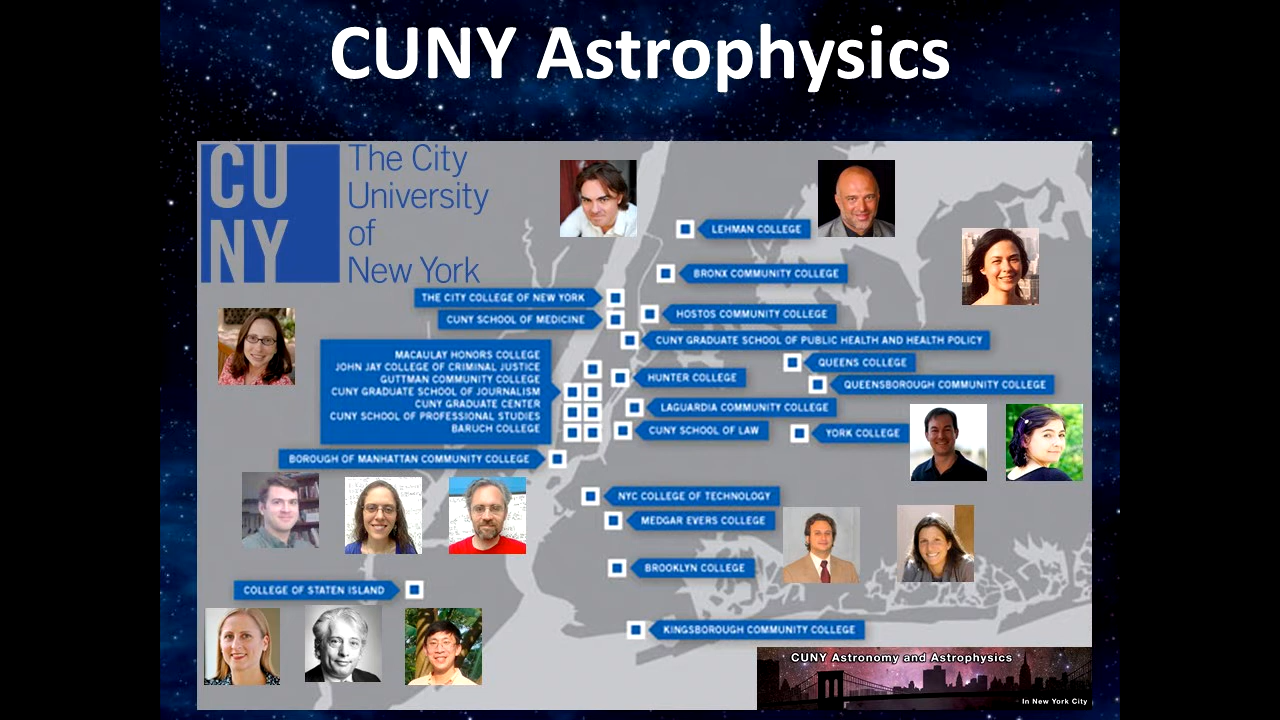 CUNY Astrophysics
CU
NY
The City
University
of
New York
LEHMAN COLLEGE
BRONX COMMUNITY COLLEGE
THE CITY COLLEGE OF NEW YORK
CUNY SCHOOL OF MEDICINE
HOSTOS COMMUNITY COLLEGE
CUNY GRADUATE SCHOOL OF PUBLIC HEALTH AND HEALTH POLICY
MACAULAY HONORS COLLEGE
JOHN JAY COLLEGE OF CRIMINAL JUSTICE
GUTTMAN COMMUNITY COLLEGE
CUNY GRADUATE SCHOOL OF JOURNALISM
CUNY GRADUATE CENTER
CUNY SCHOOL OF PROFESSIONAL STUDIES
BARUCH COLLEGE
QUEENS COLLEGE
HUNTER COLLEGE
QUEENSBOROUGH COMMUNITY COLLEGE
LAGUARDIA COMMUNITY COLLEGE
CUNY SCHOOL OF LAW
YORK COLLEGE
BOROUGH OF MANHATTAN COMMUNITY COLLEGE
NYC COLLEGE OF TECHNOLOGY
MEDGAR EVERS COLLEGE
BROOKLYN COLLEGE
COLLEGE OF STATEN ISLAND
KINGSBOROUGH COMMUNITY COLLEGE
CUNY Astronomy and Astrophysics
In New York City